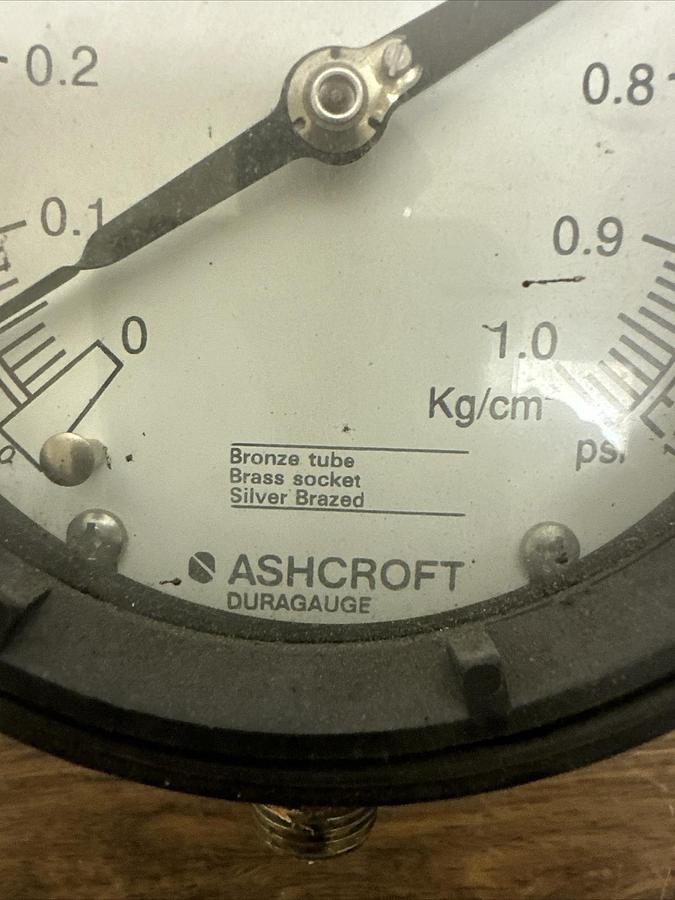 0.2
0.8
0.1
0.9
0
1.0
Kg/cm
psi
Bronze tube
Brass socket
Silver Brazed
ASHCROFT
DURAGAUGE